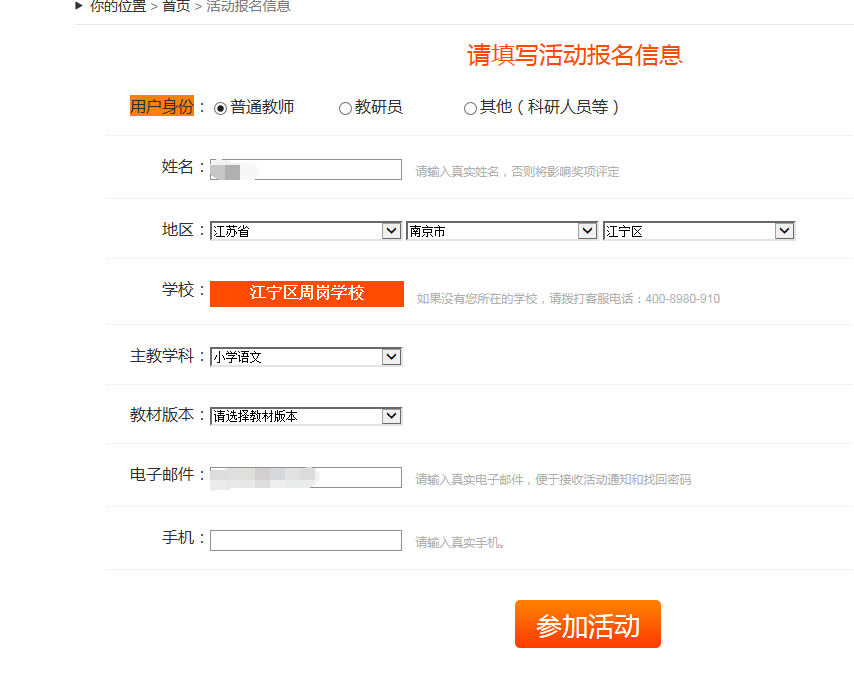 你的位置 > 首页 > 活动报名信息
请填写活动报名信息
用户身份： 普通教师 教研员 其他（科研人员等）
姓名： 请输入真实姓名，否则将影响奖项评定
地区： 江苏省 南京市 江宁区
学校： 江宁区周岗学校 如果没有您所在的学校，请拨打客服电话：400-8980-910
主教学科： 小学语文
教材版本： 请选择教材版本
电子邮件： 请输入真实电子邮件，便于接收活动通知和找回密码
手机： 请输入真实手机。
参加活动